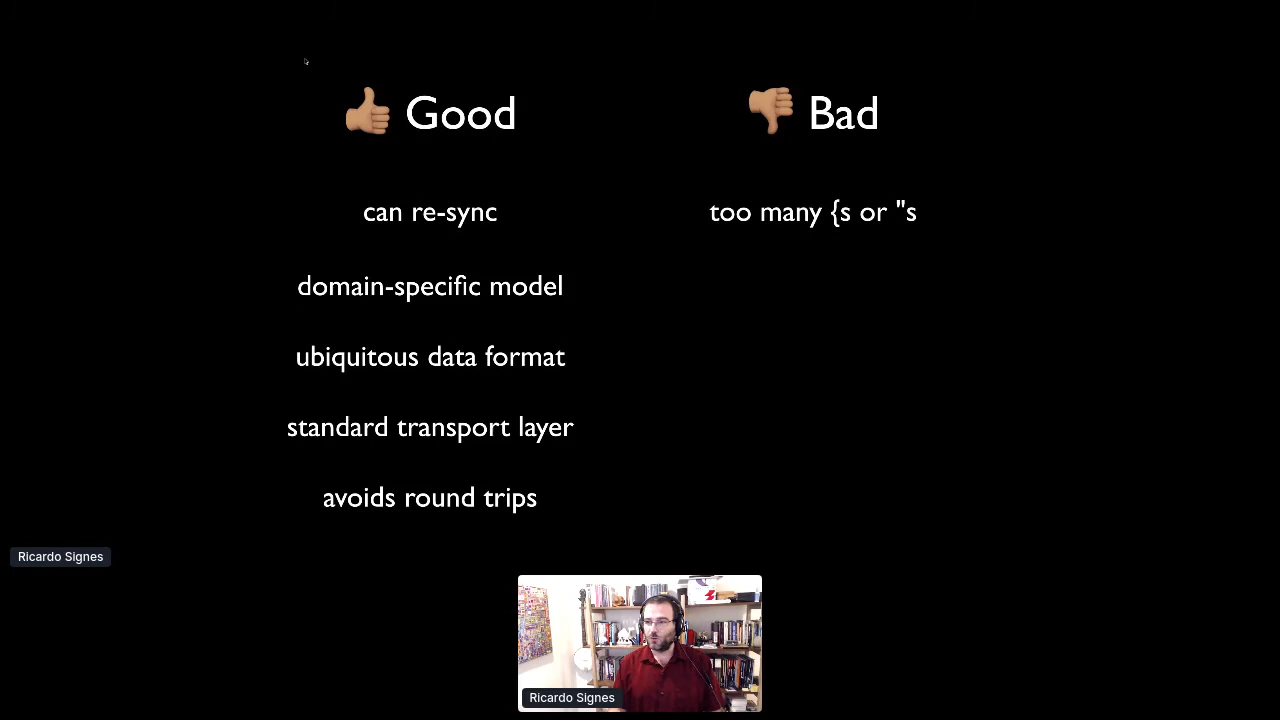 👍🏽 Good
👎🏽 Bad
can re-sync
too many {s or "s
domain-specific model
ubiquitous data format
standard transport layer
avoids round trips
Ricardo Signes
Ricardo Signes